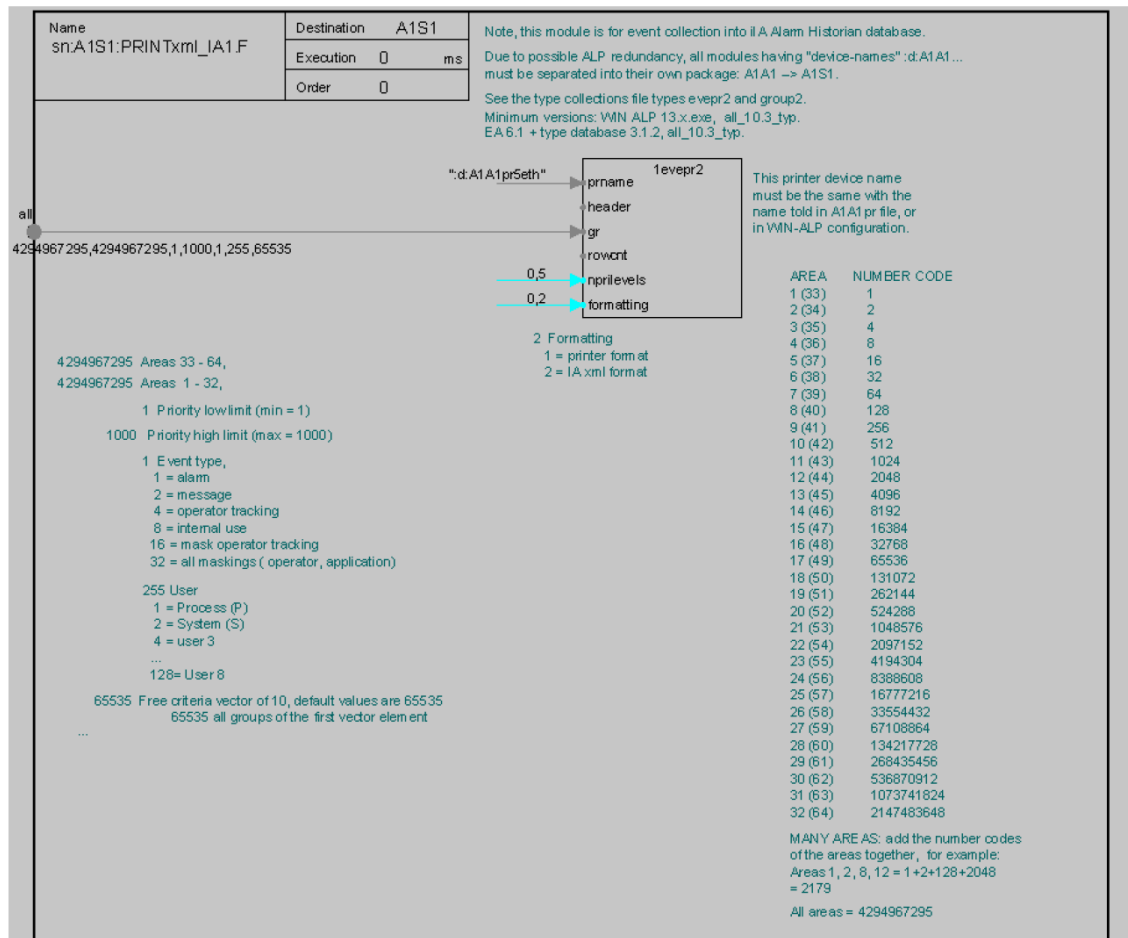 Name
sn:A1S1:PRINTxml_IA1.F
Destination A1S1
Execution 0 ms
Order 0
Note, this module is for event collection into iIA Alarm Historian database.
Due to possible ALP redundancy, all modules having "device-names" :d:A1A1...
must be separated into their own package: A1A1 --> A1S1.
See the type collections file types evepr2 and group2.
Minimum versions: WIN ALP 13.x.exe, all_10.3_typ.
EA 6.1 + type database 3.1.2, all_10.3_typ.
":d:A1A1pr5eth"
1evepr2
prname
header
gr
rowcnt
nprilevels
formatting
0,5
0,2
all
4294967295,4294967295,1,1000,1,255,65535
This printer device name
must be the same with the
name told in A1A1pr file, or
in WIN-ALP configuration.
2 Formatting
1 = printer format
2 = IA xml format
4294967295 Areas 33 - 64,
4294967295 Areas 1 - 32,
1 Priority low limit (min = 1)
1000 Priority high limit (max = 1000)
1 Event type,
1 = alarm
2 = message
4 = operator tracking
8 = internal use
16 = mask operator tracking
32 = all maskings ( operator, application)
255 User
1 = Process (P)
2 = System (S)
4 = user 3
...
128= User 8
65535 Free criteria vector of 10, default values are 65535
65535 all groups of the first vector element
...
AREA NUMBER CODE
1 (33) 1
2 (34) 2
3 (35) 4
4 (36) 8
5 (37) 16
6 (38) 32
7 (39) 64
8 (40) 128
9 (41) 256
10 (42) 512
11 (43) 1024
12 (44) 2048
13 (45) 4096
14 (46) 8192
15 (47) 16384
16 (48) 32768
17 (49) 65536
18 (50) 131072
19 (51) 262144
20 (52) 524288
21 (53) 1048576
22 (54) 2097152
23 (55) 4194304
24 (56) 8388608
25 (57) 16777216
26 (58) 33554432
27 (59) 67108864
28 (60) 134217728
29 (61) 268435456
30 (62) 536870912
31 (63) 1073741824
32 (64) 2147483648
MANY AREAS: add the number codes
of the areas together, for example:
Areas 1, 2, 8, 12 = 1+2+128+2048
= 2179
All areas = 4294967295